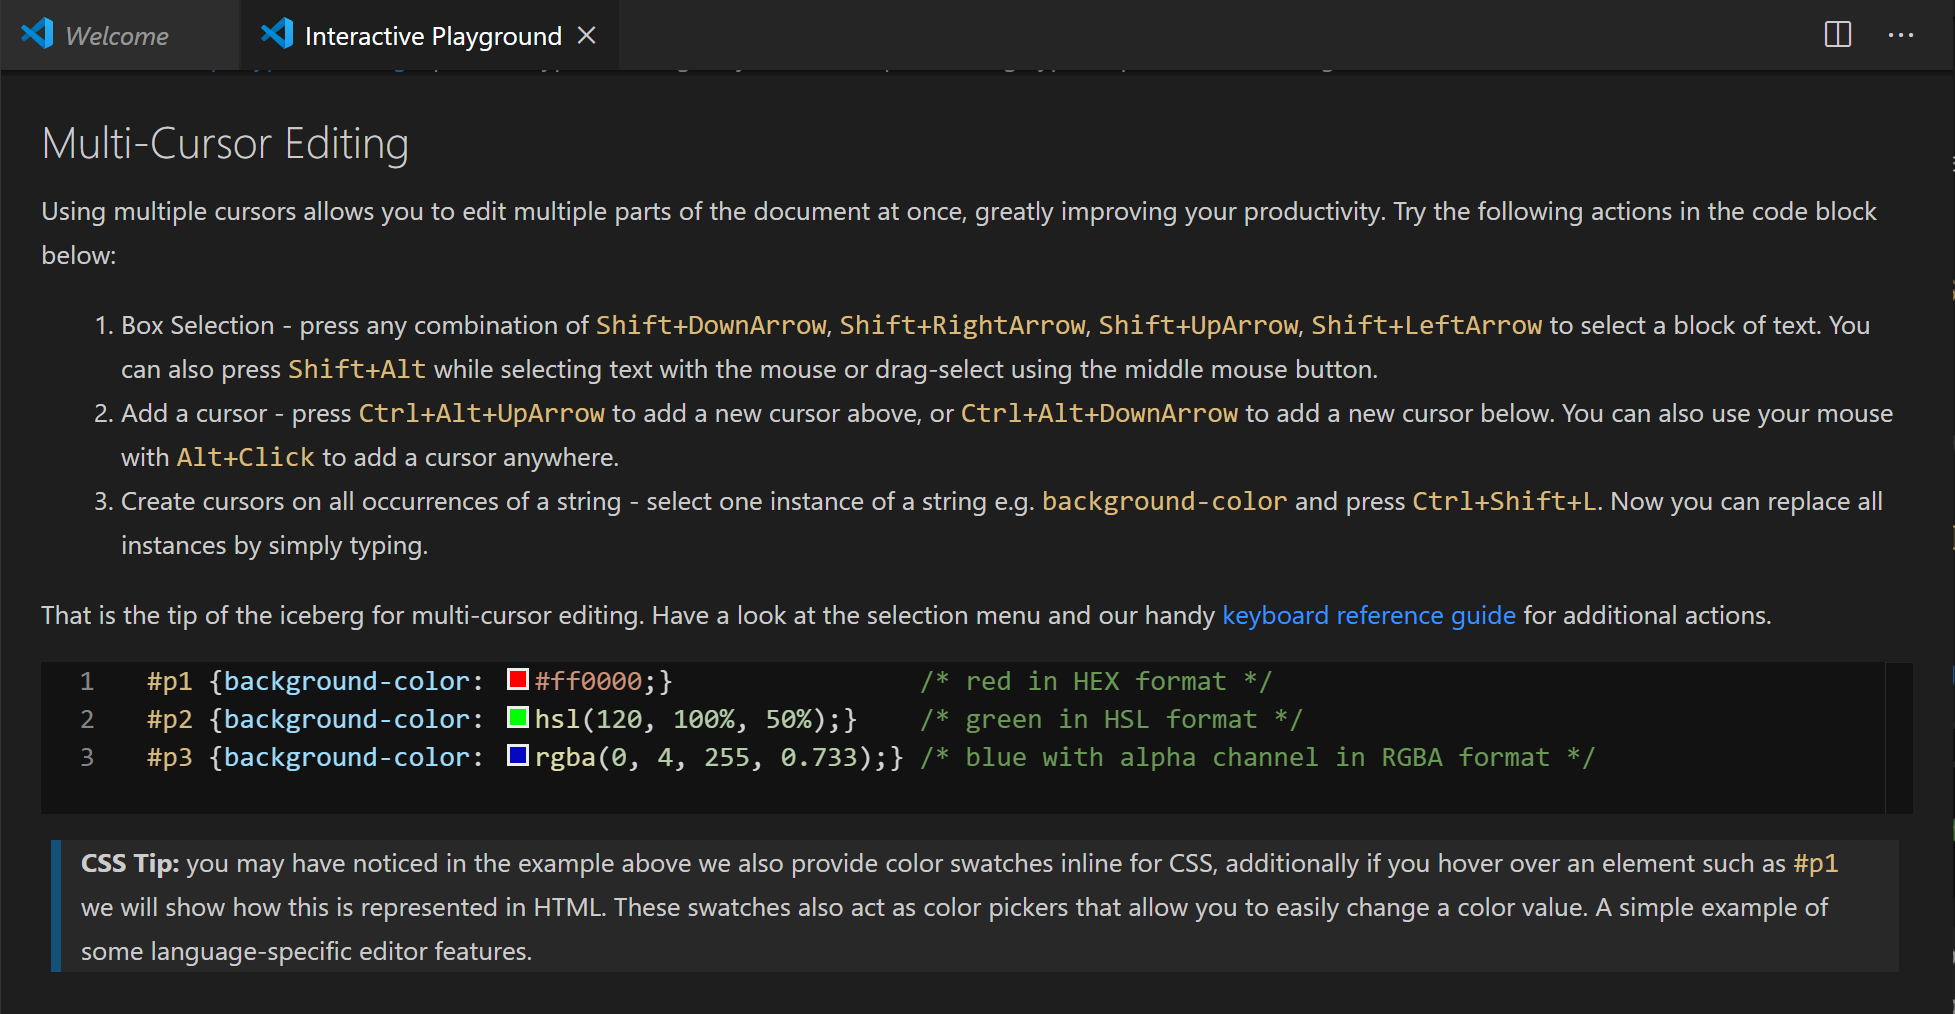 Welcome
Interactive Playground
Multi-Cursor Editing
Using multiple cursors allows you to edit multiple parts of the document at once, greatly improving your productivity. Try the following actions in the code block
below:
1. Box Selection - press any combination of Shift+DownArrow, Shift+RightArrow, Shift+UpArrow, Shift+LeftArrow to select a block of text. You
can also press Shift+Alt while selecting text with the mouse or drag-select using the middle mouse button.
2. Add a cursor - press Ctrl+Alt+UpArrow to add a new cursor above, or Ctrl+Alt+DownArrow to add a new cursor below. You can also use your mouse
with Alt+Click to add a cursor anywhere.
3. Create cursors on all occurrences of a string - select one instance of a string e.g. background-color and press Ctrl+Shift+L. Now you can replace all
instances by simply typing.
That is the tip of the iceberg for multi-cursor editing. Have a look at the selection menu and our handy keyboard reference guide for additional actions.
1 #p1 {background-color: #ff0000;} /* red in HEX format */
2 #p2 {background-color: hsl(120, 100%, 50%);} /* green in HSL format */
3 #p3 {background-color: rgba(0, 4, 255, 0.733);} /* blue with alpha channel in RGBA format */
CSS Tip: you may have noticed in the example above we also provide color swatches inline for CSS, additionally if you hover over an element such as #p1
we will show how this is represented in HTML. These swatches also act as color pickers that allow you to easily change a color value. A simple example of
some language-specific editor features.